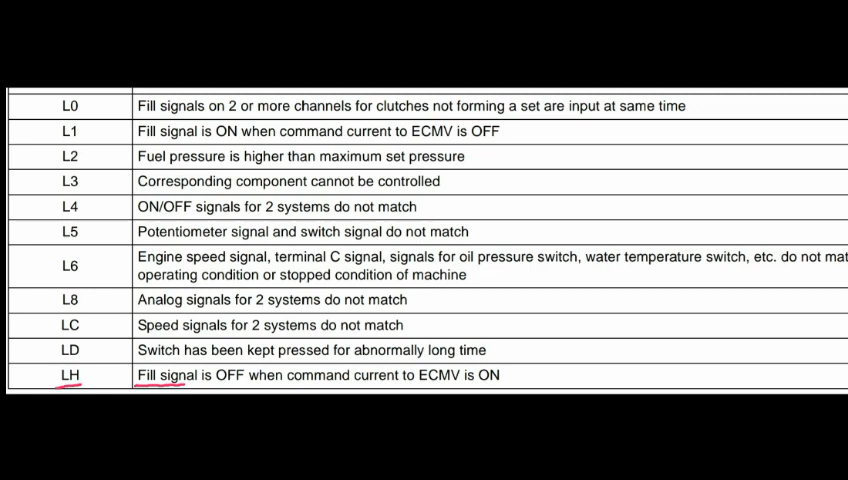 L0 Fill signals on 2 or more channels for clutches not forming a set are input at same time
L1 Fill signal is ON when command current to ECMV is OFF
L2 Fuel pressure is higher than maximum set pressure
L3 Corresponding component cannot be controlled
L4 ON/OFF signals for 2 systems do not match
L5 Potentiometer signal and switch signal do not match
L6 Engine speed signal, terminal C signal, signals for oil pressure switch, water temperature switch, etc. do not mat
operating condition or stopped condition of machine
L8 Analog signals for 2 systems do not match
LC Speed signals for 2 systems do not match
LD Switch has been kept pressed for abnormally long time
LH Fill signal is OFF when command current to ECMV is ON